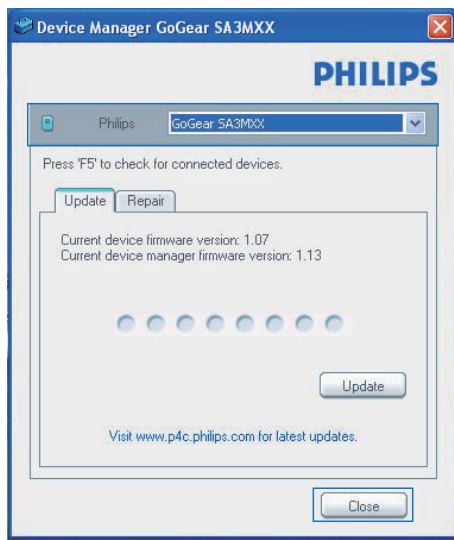 Device Manager GoGear SA3MXX
PHILIPS
Philips GoGear SA3MXX
Press 'F5' to check for connected devices.
Update Repair
Current device firmware version: 1.07
Current device manager firmware version: 1.13
Update
Visit www.p4c.philips.com for latest updates.
Close